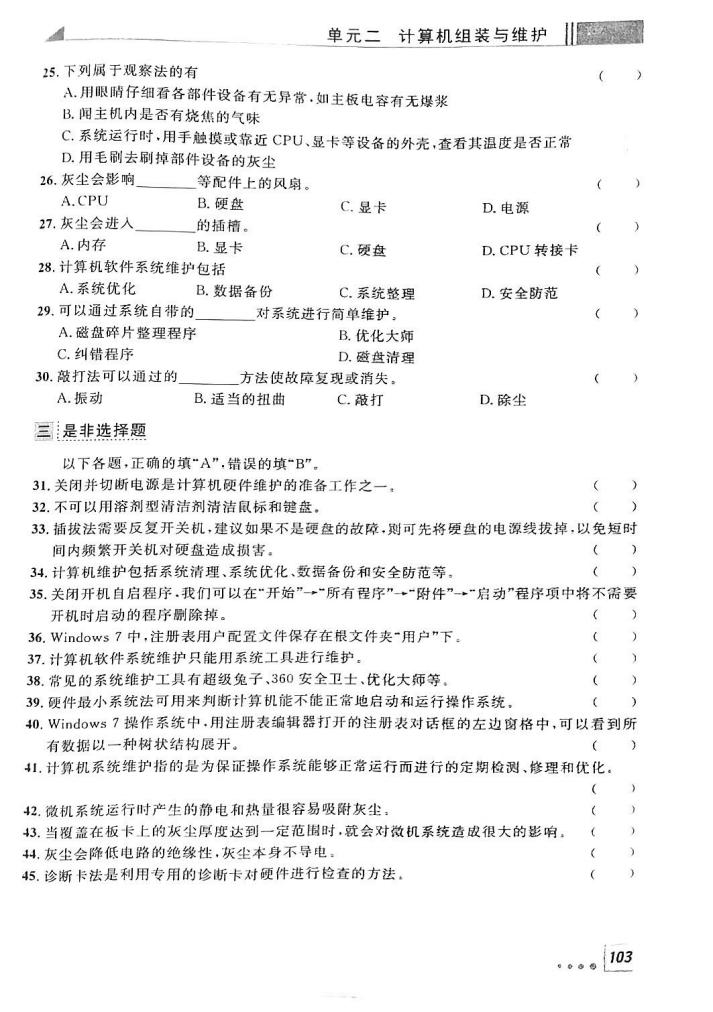 单元二 计算机组装与维护
25.下列属于观察法的有 ( )
A.用眼睛仔细看各部件设备有无异常,如主板电容有无爆浆
B.闻主机内是否有烧焦的气味
C.系统运行时,用手触摸或靠近 CPU、显卡等设备的外壳,查看其温度是否正常
D.用毛刷去刷掉部件设备的灰尘
26.灰尘会影响________等配件上的风扇。 ( )
A.CPU B.硬盘 C.显卡 D.电源
27.灰尘会进入________的插槽。 ( )
A.内存 B.显卡 C.硬盘 D.CPU 转接卡
28.计算机软件系统维护包括 ( )
A.系统优化 B.数据备份 C.系统整理 D.安全防范
29.可以通过系统自带的________对系统进行简单维护。 ( )
A.磁盘碎片整理程序 B.优化大师
C.纠错程序 D.磁盘清理
30.敲打法可以通过的________方法使故障复现或消失。 ( )
A.振动 B.适当的扭曲 C.敲打 D.除尘
三 是非选择题
以下各题,正确的填“A”,错误的填“B”。
31.关闭并切断电源是计算机硬件维护的准备工作之一。 ( )
32.不可以用溶剂型清洁剂清洁鼠标和键盘。 ( )
33.插拔法需要反复开关机,建议如果不是硬盘的故障,则可先将硬盘的电源线拔掉,以免短时
间内频繁开关机对硬盘造成损害。 ( )
34.计算机维护包括系统清理、系统优化、数据备份和安全防范等。 ( )
35.关闭开机自启程序,我们可以在“开始”→“所有程序”→“附件”→“启动”程序项中将不需要
开机时启动的程序删除掉。 ( )
36.Windows 7 中,注册表用户配置文件保存在根文件夹“用户”下。 ( )
37.计算机软件系统维护只能用系统工具进行维护。 ( )
38.常见的系统维护工具有超级兔子、360 安全卫士、优化大师等。 ( )
39.硬件最小系统法可用来判断计算机能不能正常地启动和运行操作系统。 ( )
40.Windows 7 操作系统中,用注册表编辑器打开的注册表对话框的左边窗格中,可以看到所
有数据以一种树状结构展开。 ( )
41.计算机系统维护指的是为保证操作系统能够正常运行而进行的定期检测、修理和优化。
( )
42.微机系统运行时产生的静电和热量很容易吸附灰尘。 ( )
43.当覆盖在板卡上的灰尘厚度达到一定范围时,就会对微机系统造成很大的影响。 ( )
44.灰尘会降低电路的绝缘性,灰尘本身不导电。 ( )
45.诊断卡法是利用专用的诊断卡对硬件进行检查的方法。 ( )
103